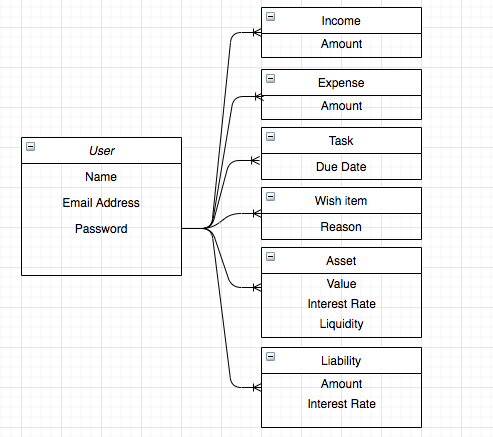 User
Name
Email Address
Password
Income
Amount
Expense
Amount
Task
Due Date
Wish item
Reason
Asset
Value
Interest Rate
Liquidity
Liability
Amount
Interest Rate